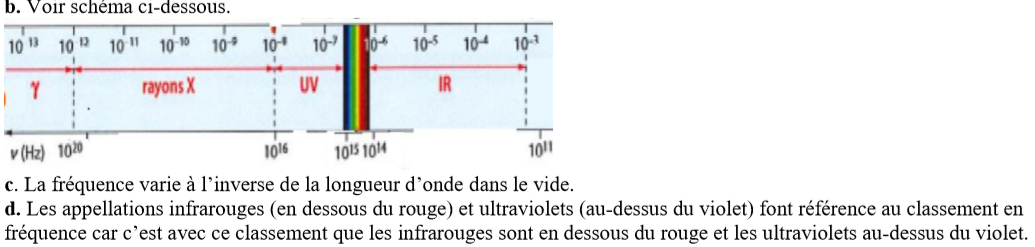 b. Voir schéma ci-dessous.
10 13 10-12 10-11 10-10 10-9 10-8 10-7 10-6 10-5 10-4 10-3
γ rayons X UV IR
ν (Hz) 10²⁰ 10¹⁶ 10¹⁵ 10¹⁴ 10¹¹
c. La fréquence varie à l’inverse de la longueur d’onde dans le vide.
d. Les appellations infrarouges (en dessous du rouge) et ultraviolets (au-dessus du violet) font référence au classement en
fréquence car c’est avec ce classement que les infrarouges sont en dessous du rouge et les ultraviolets au-dessus du violet.